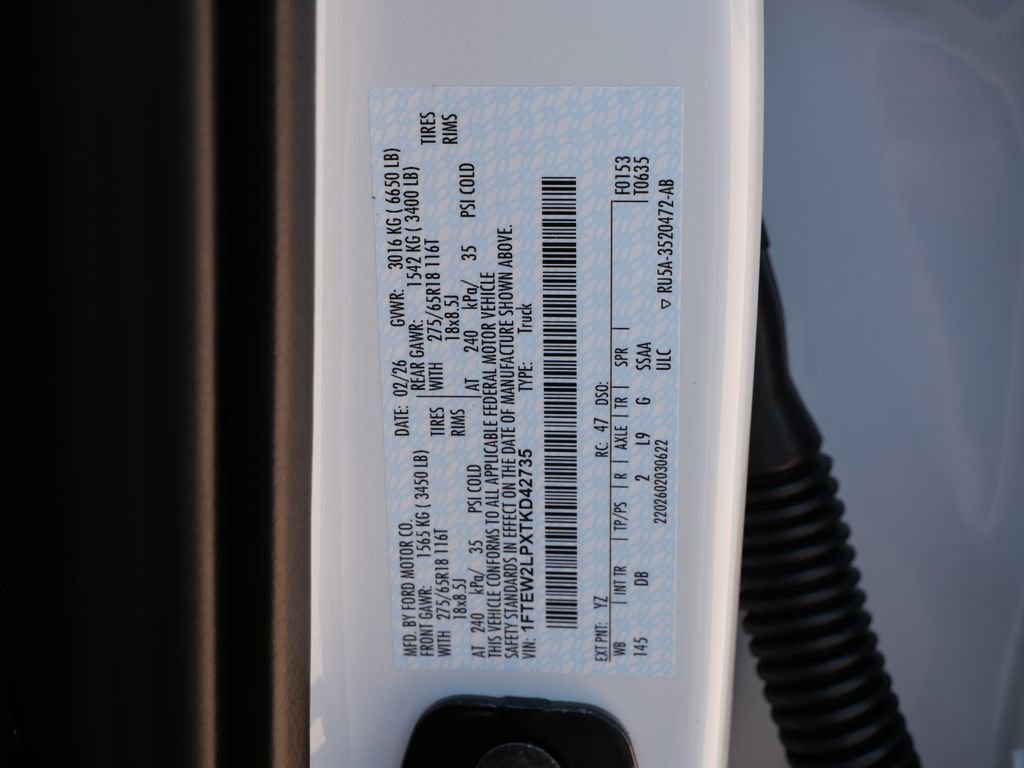 MFD. BY FORD MOTOR CO.
DATE: 02/26 GVWR: 3016 KG ( 6650 LB)
FRONT GAWR: 1565 KG ( 3450 LB)
REAR GAWR: 1542 KG ( 3400 LB)
WITH 275/65R18 116T TIRES
WITH 275/65R18 116T TIRES
18x8.5J RIMS
18x8.5J RIMS
AT 240 kPa/ 35 PSI COLD
AT 240 kPa/ 35 PSI COLD
THIS VEHICLE CONFORMS TO ALL APPLICABLE FEDERAL MOTOR VEHICLE
SAFETY STANDARDS IN EFFECT ON THE DATE OF MANUFACTURE SHOWN ABOVE.
VIN: 1FTEW2LPXTKD42735 TYPE: Truck
EXT PNT: YZ RC: 47 DSO: F0153
WB INT TR TP/PS R AXLE TR SPR T0635
145 DB 2 L9 G SSAA
2202602030622 UIC
▽ RU5A-3520472-AB